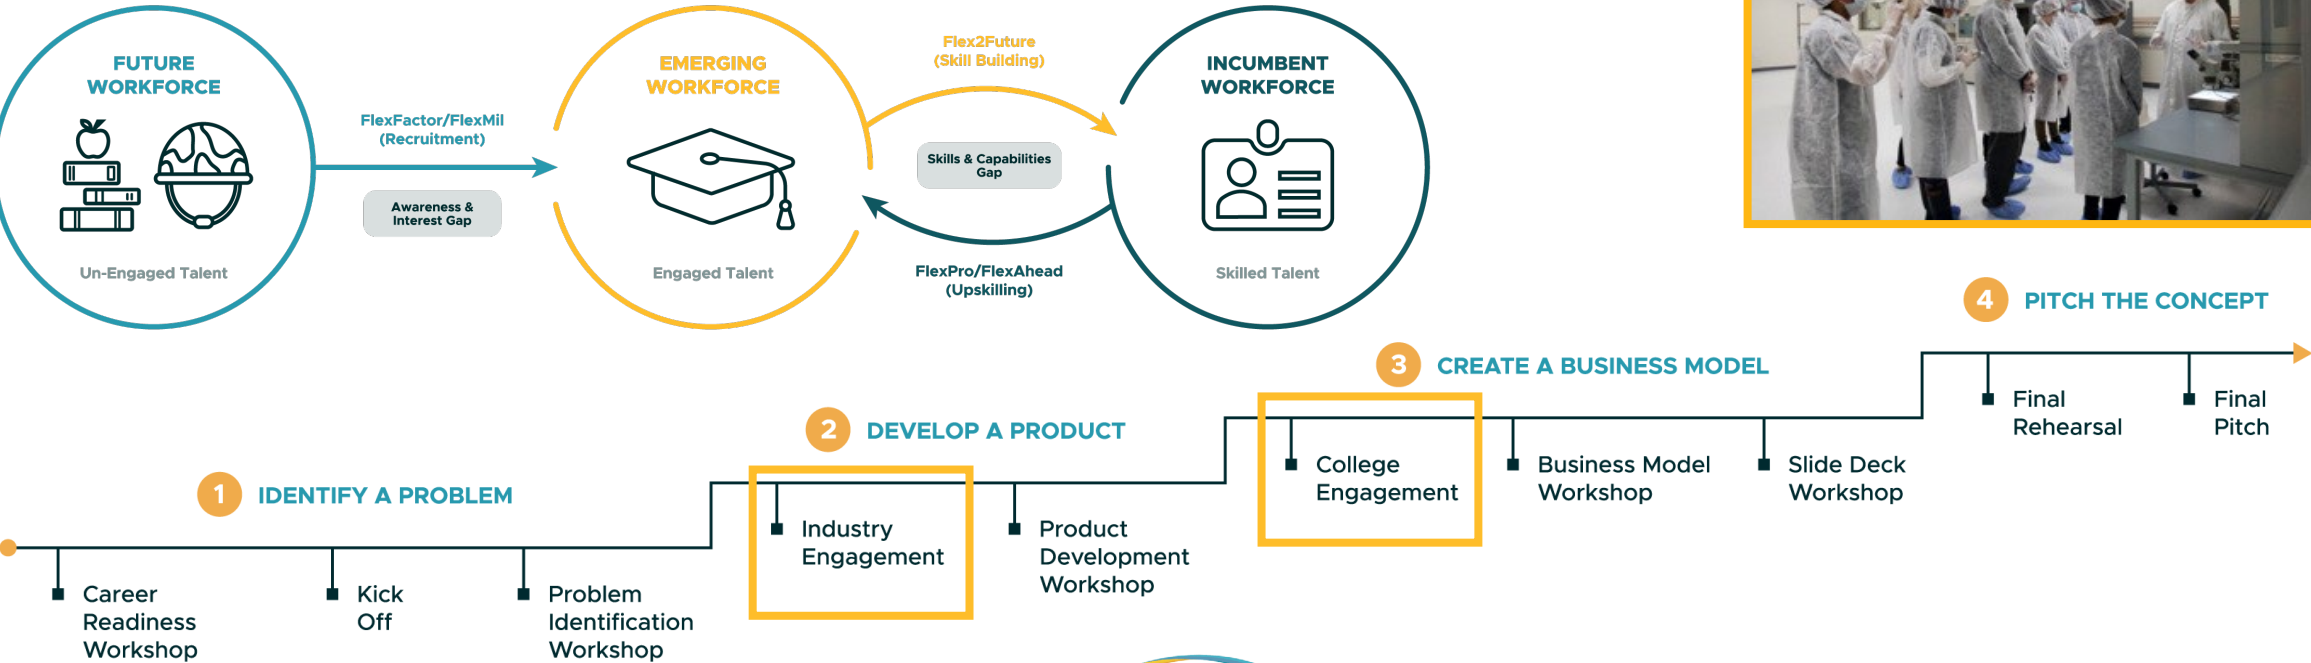 FUTURE
WORKFORCE
Un-Engaged Talent
FlexFactor/FlexMil
(Recruitment)
Awareness &
Interest Gap
EMERGING
WORKFORCE
Engaged Talent
Flex2Future
(Skill Building)
Skills & Capabilities
Gap
FlexPro/FlexAhead
(Upskilling)
INCUMBENT
WORKFORCE
Skilled Talent
1
IDENTIFY A PROBLEM
Career
Readiness
Workshop
Kick
Off
Problem
Identification
Workshop
2
DEVELOP A PRODUCT
Industry
Engagement
Product
Development
Workshop
3
CREATE A BUSINESS MODEL
College
Engagement
Business Model
Workshop
Slide Deck
Workshop
4
PITCH THE CONCEPT
Final
Rehearsal
Final
Pitch